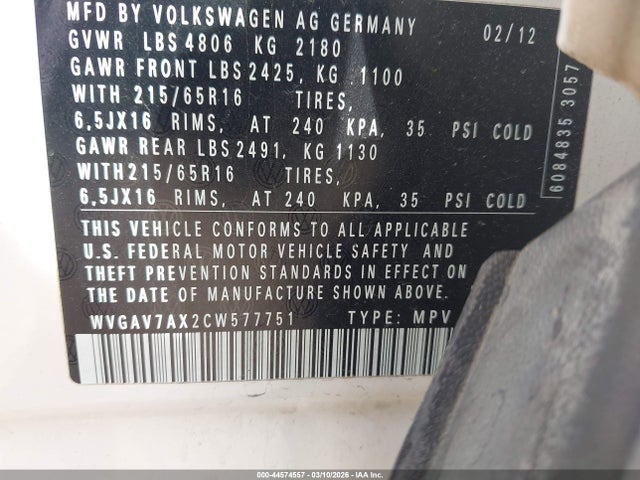 MFD BY VOLKSWAGEN AG GERMANY 02/12
GVWR LBS 4806 KG 2180
GAWR FRONT LBS 2425, KG 1100
WITH 215/65R16 TIRES,
6,5JX16 RIMS, AT 240 KPA, 35 PSI COLD
GAWR REAR LBS 2491, KG 1130
WITH 215/65R16 TIRES,
6,5JX16 RIMS, AT 240 KPA, 35 PSI COLD
THIS VEHICLE CONFORMS TO ALL APPLICABLE
U.S. FEDERAL MOTOR VEHICLE SAFETY AND
THEFT PREVENTION STANDARDS IN EFFECT ON
THE DATE OF MANUFACTURE SHOWN ABOVE.
WVGAV7AX2CW577751 TYPE: MPV
6084835 3057
000-44574557 | 03/10/2026 | IAA Inc.